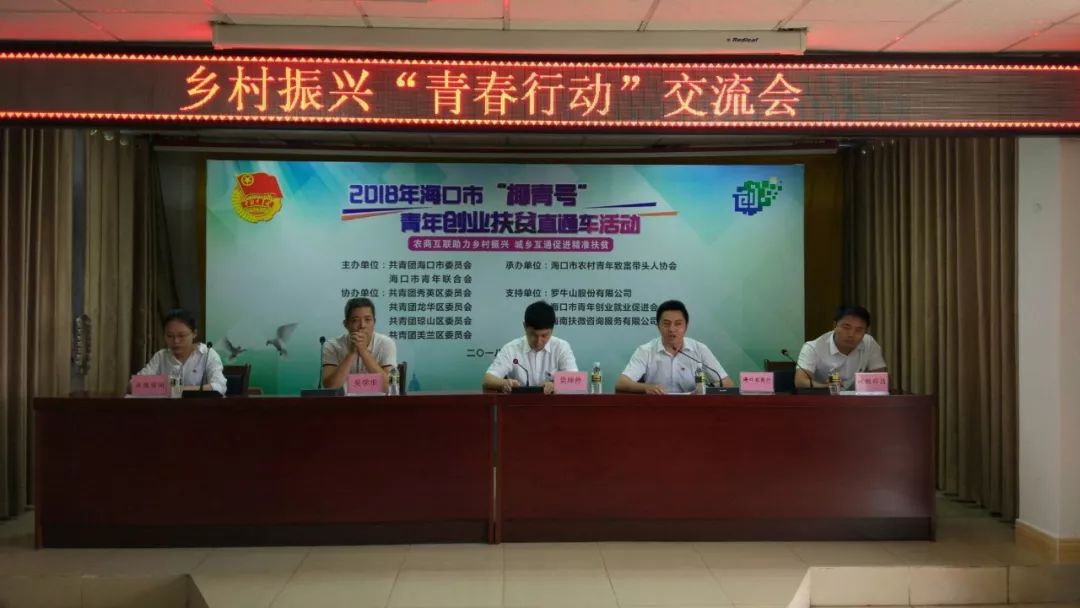 Redleaf
乡村振兴“青春行动”交流会
2018年海口市“椰青号”
青年创业扶贫直通车活动
农商互联助力乡村振兴 城乡互通促进精准扶贫
主办单位：共青团海口市委员会
海口市青年联合会
协办单位：共青团秀英区委员会
共青团龙华区委员会
共青团琼山区委员会
共青团美兰区委员会
承办单位：海口市农村青年致富带头人协会
支持单位：罗牛山股份有限公司
海口市青年创业就业促进会
海南扶微咨询服务有限公司
二〇一八
创